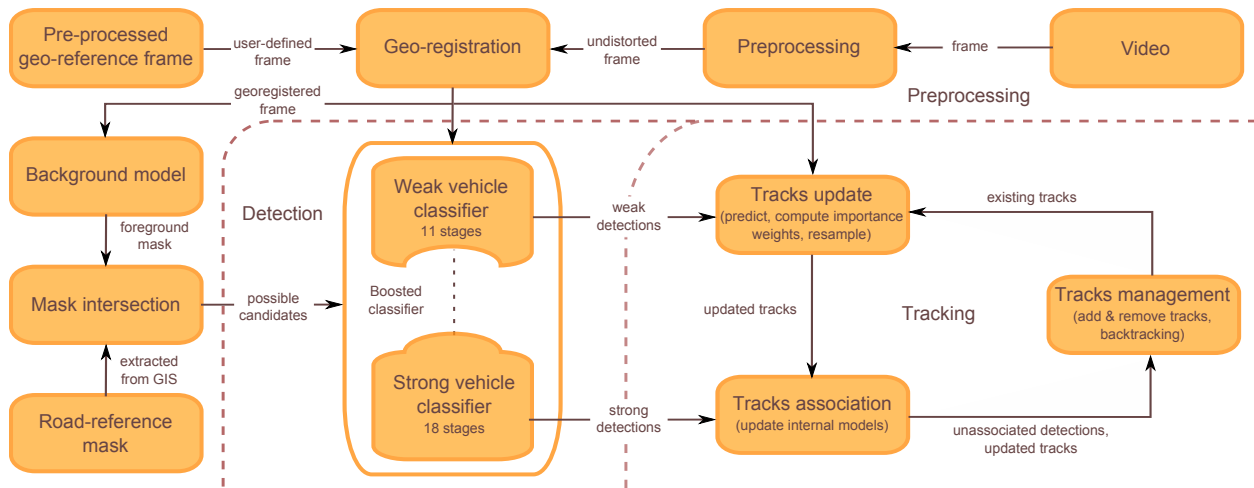 Pre-processed
geo-reference frame
user-defined
frame
Geo-registration
undistorted
frame
Preprocessing
frame
Video
georegistered
frame
Preprocessing
Background model
Detection
Weak vehicle
classifier
11 stages
weak
detections
Tracks update
(predict, compute importance
weights, resample)
existing tracks
foreground
mask
Mask intersection
possible
candidates
Boosted
classifier
updated tracks
Tracking
Tracks management
(add & remove tracks,
backtracking)
extracted
from GIS
Road-reference
mask
Strong vehicle
classifier
18 stages
strong
detections
Tracks association
(update internal models)
unassociated detections,
updated tracks